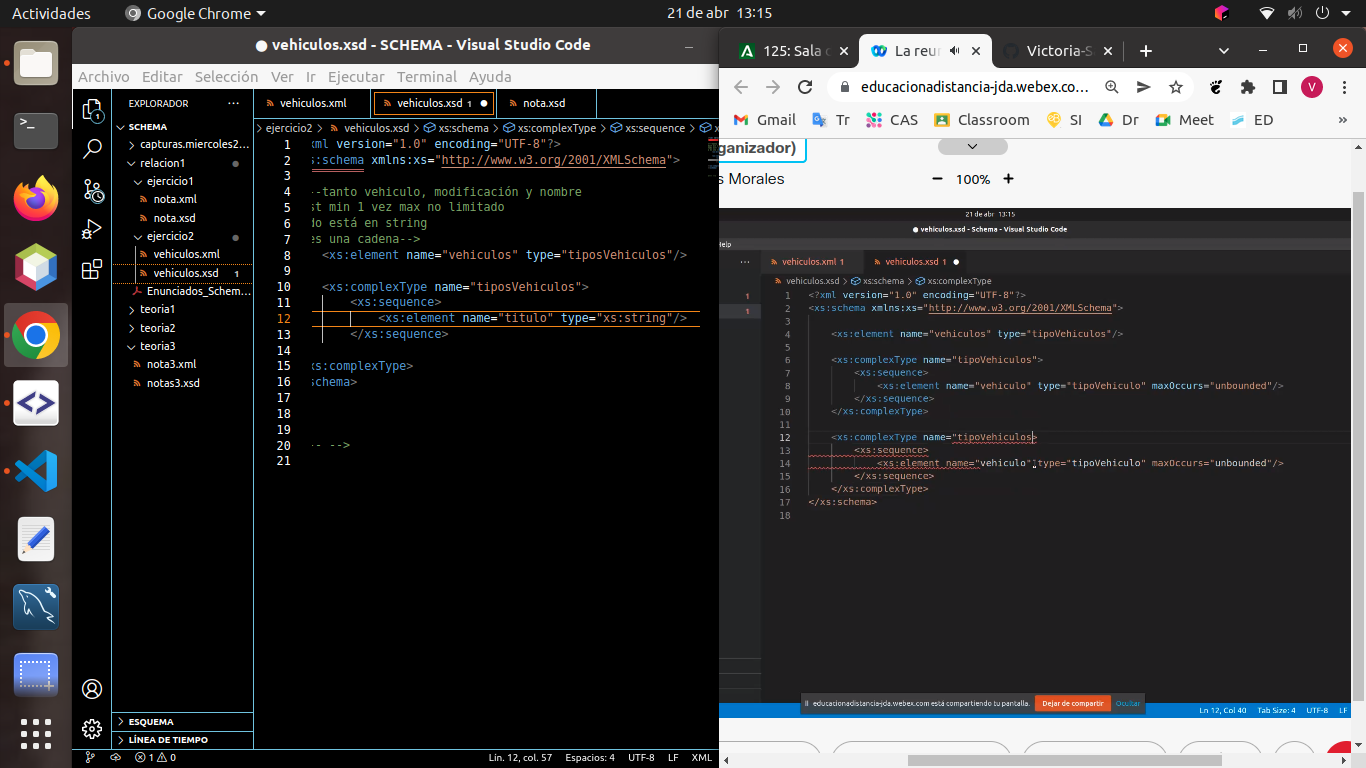 Actividades
Google Chrome
21 de abr 13:15
vehiculos.xsd - SCHEMA - Visual Studio Code
Archivo Editar Selección Ver Ir Ejecutar Terminal Ayuda
EXPLORADOR
SCHEMA
capturas.miercoles2...
relacion1
ejercicio1
nota.xml
nota.xsd
ejercicio2
vehiculos.xml
vehiculos.xsd 1
Enunciados_Schem...
teoria1
teoria2
teoria3
nota3.xml
notas3.xsd
ESQUEMA
LÍNEA DE TIEMPO
vehiculos.xml vehiculos.xsd 1 nota.xsd
ejercicio2 > vehiculos.xsd > xs:schema > xs:complexType > xs:sequence >
1 xml version="1.0" encoding="UTF-8"?>
2 s:schema xmlns:xs="http://www.w3.org/2001/XMLSchema">
3
4 --tanto vehiculo, modificación y nombre
5 st min 1 vez max no limitado
6 do está en string
7 es una cadena-->
8 <xs:element name="vehiculos" type="tiposVehiculos"/>
9
10 <xs:complexType name="tiposVehiculos">
11 <xs:sequence>
12 <xs:element name="titulo" type="xs:string"/>
13 </xs:sequence>
14
15 xs:complexType>
16 schema>
17
18
19
20 -- -->
21
1 0
Lín. 12, col. 57 Espacios: 4 UTF-8 LF XML
125: Sala La reur Victoria-S
educacionadistancia-jda.webex.co...
V
Gmail Tr CAS Classroom SI Dr Meet ED »
ganizador)
s Morales
100%
21 de abr 13:15
vehiculos.xsd - Schema - Visual Studio Code
Help
vehiculos.xml 1 vehiculos.xsd 1
vehiculos.xsd > xs:schema > xs:complexType
1
1
1 <?xml version="1.0" encoding="UTF-8"?>
2 <xs:schema xmlns:xs="http://www.w3.org/2001/XMLSchema">
3
4 <xs:element name="vehiculos" type="tipoVehiculos"/>
5
6 <xs:complexType name="tipoVehiculos">
7 <xs:sequence>
8 <xs:element name="vehiculo" type="tipoVehiculo" maxOccurs="unbounded"/>
9 </xs:sequence>
10 </xs:complexType>
11
12 <xs:complexType name="tipoVehiculos>
13 <xs:sequence>
14 <xs:element name="vehiculo" type="tipoVehiculo" maxOccurs="unbounded"/>
15 </xs:sequence>
16 </xs:complexType>
17 </xs:schema>
18
educacionadistancia-jda.webex.com está compartiendo tu pantalla. Dejar de compartir Ocultar
Ln 12, Col 40 Tab Size: 4 UTF-8 LF